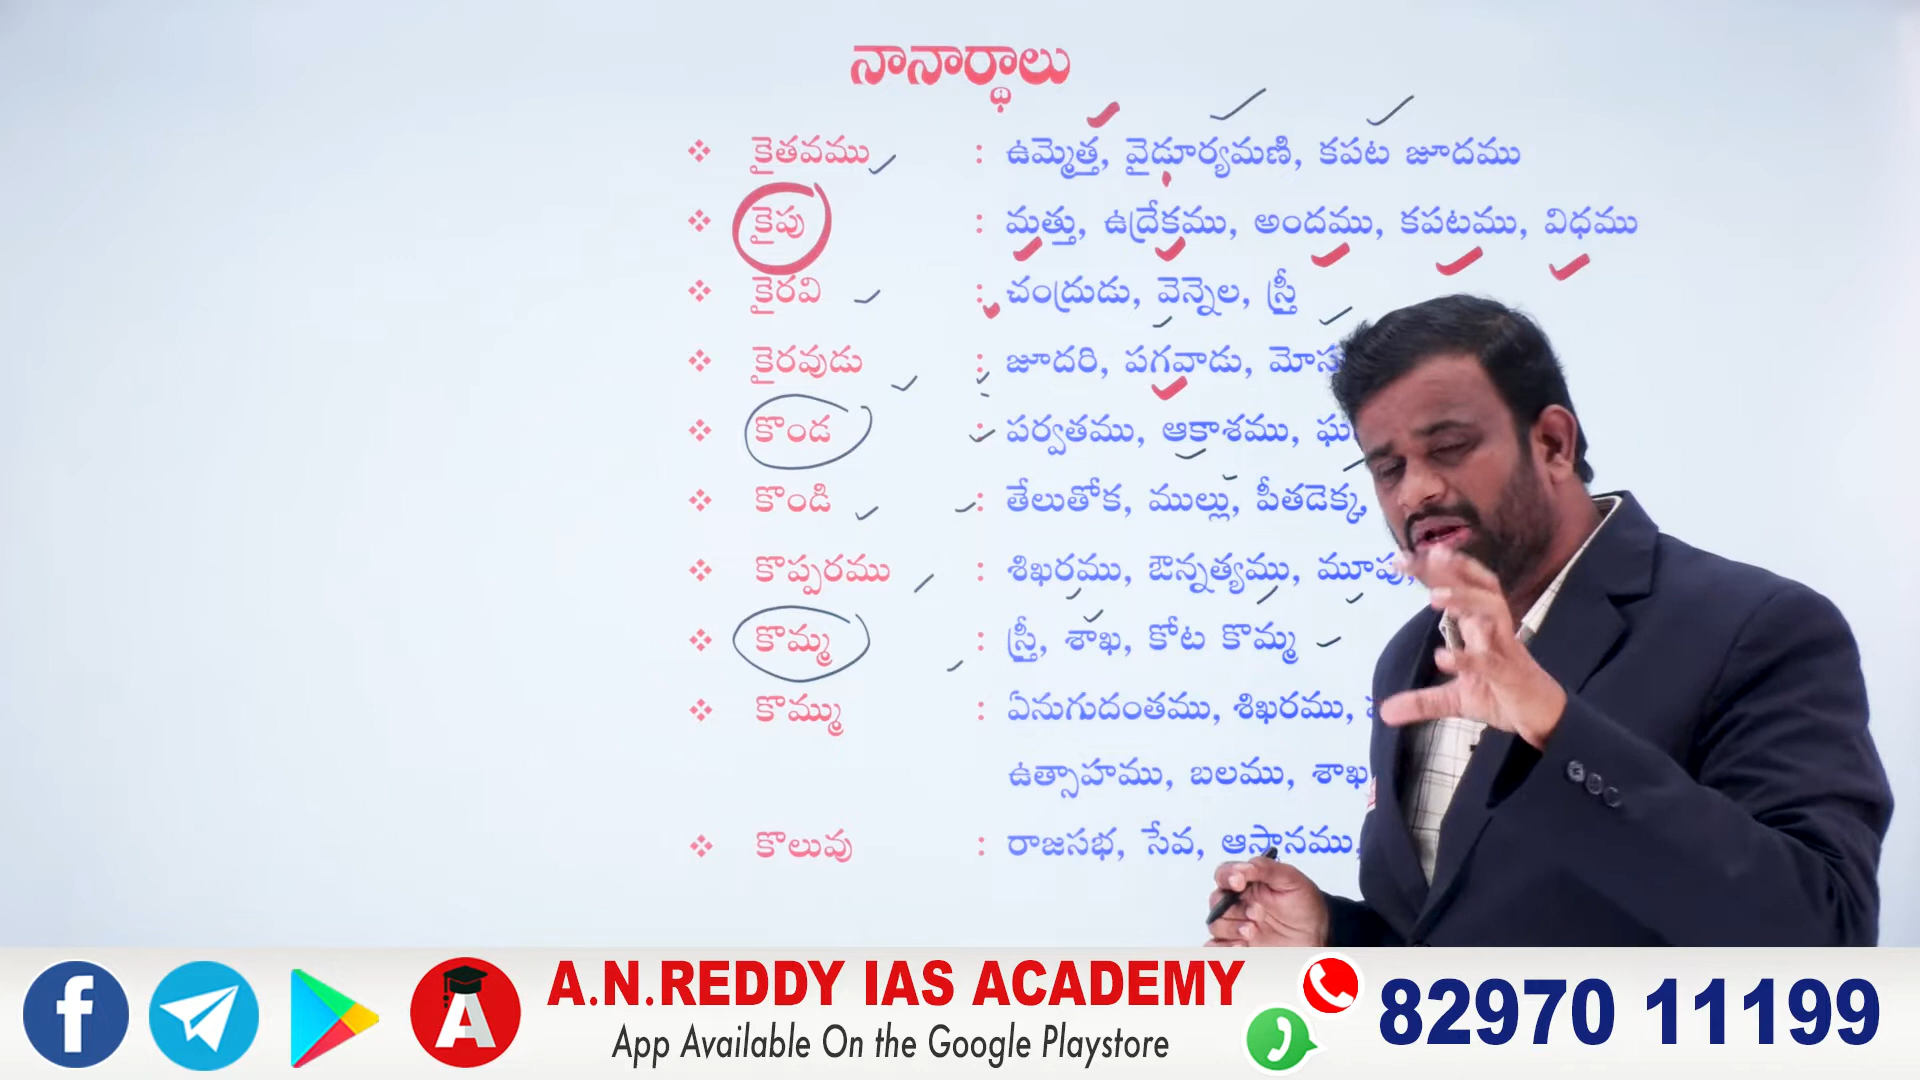 నానార్థాలు
❖ కైతవము : ఉమ్మెత్త, వైడూర్యమణి, కపట జూదము
❖ కైపు : మత్తు, ఉద్రేకము, అందము, కపటము, విధము
❖ కైరవి : చంద్రుడు, వెన్నెల, స్త్రీ
❖ కైరవుడు : జూదరి, పగవాడు,
❖ కొండ : పర్వతము, ఆకాశము,
❖ కొండి : తేలుతోక, ముల్లు, పీతడెక్క,
❖ కొప్పరము : శిఖరము, ఔన్నత్యము, మూపు,
❖ కొమ్మ : స్త్రీ, శాఖ, కోట కొమ్మ
❖ కొమ్ము : ఏనుగుదంతము, శిఖరము,
ఉత్సాహము, బలము, శాఖ
❖ కొలువు : రాజసభ, సేవ, ఆస్థానము,
A.N.REDDY IAS ACADEMY
App Available On the Google Playstore
82970 11199